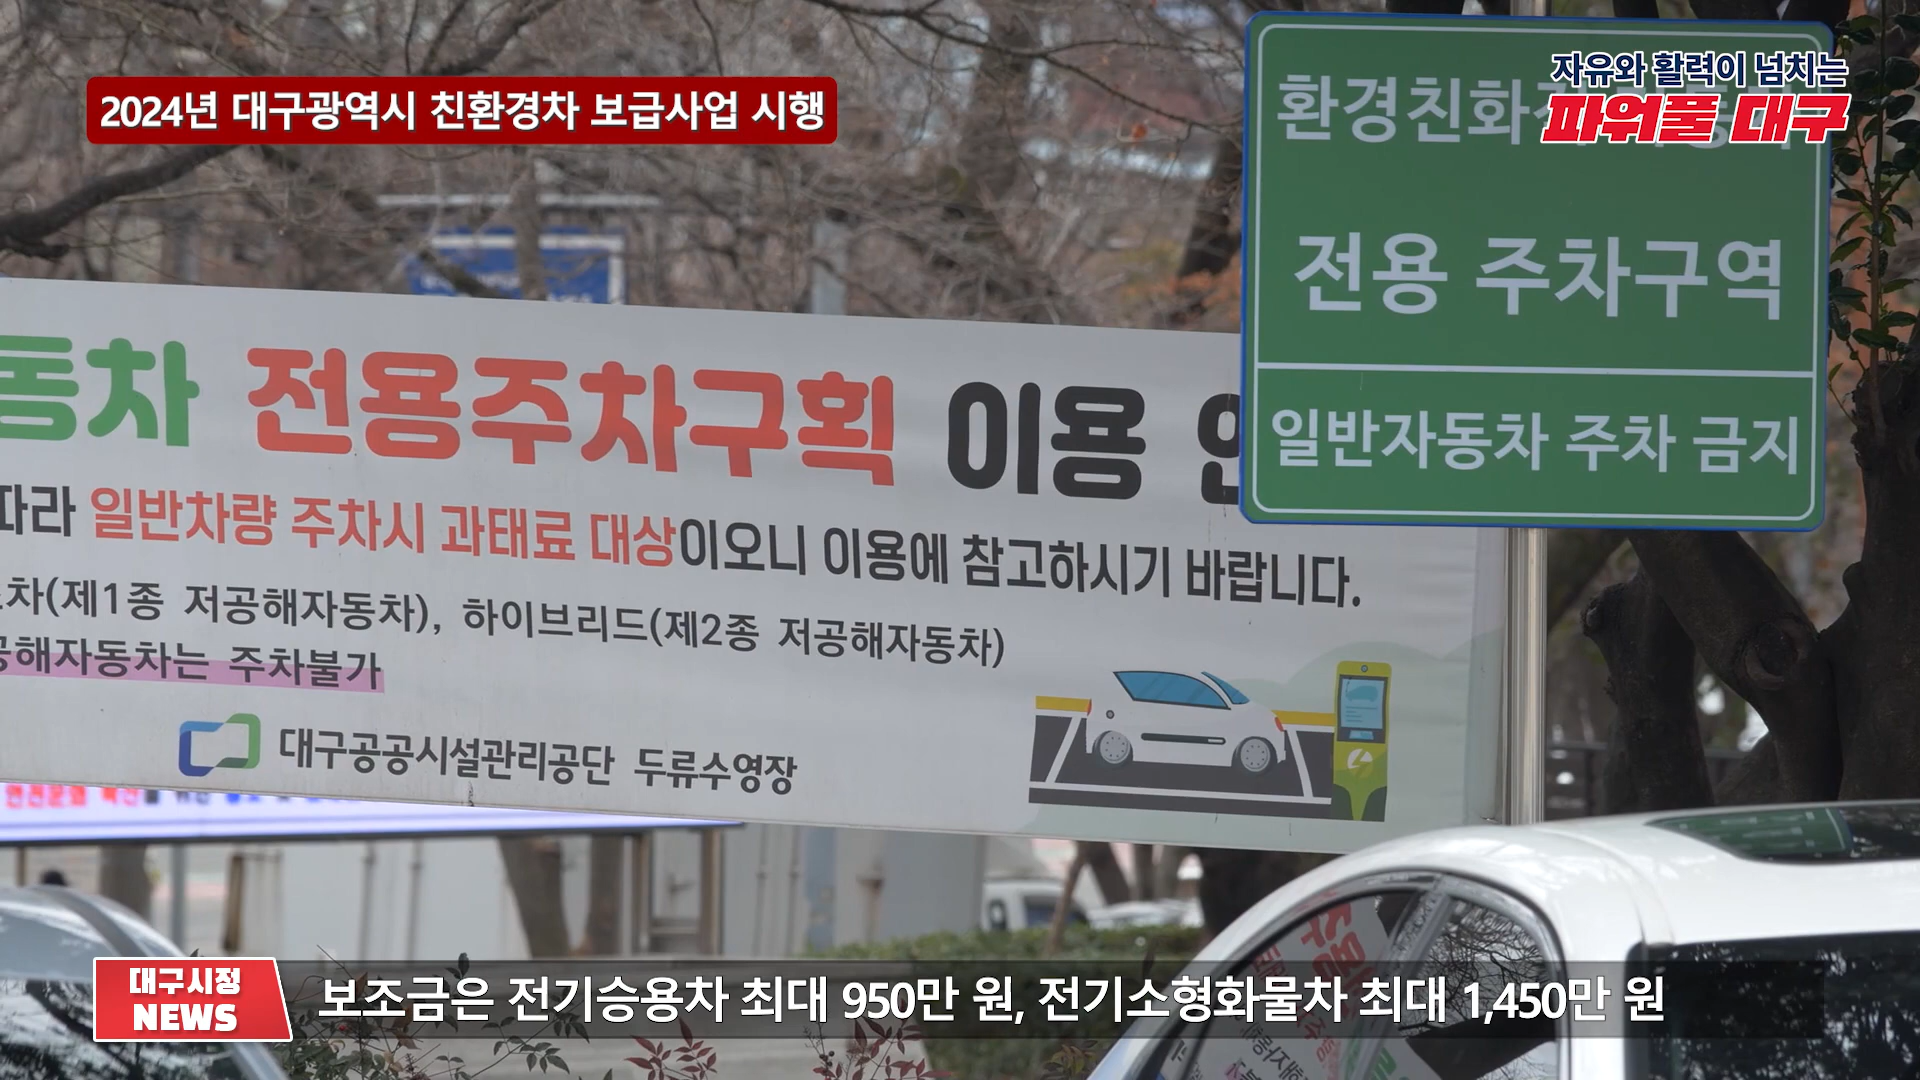 2024년 대구광역시 친환경차 보급사업 시행
자유와 활력이 넘치는
파워풀 대구
환경친화
전용 주차구역
일반자동차 주차 금지
동차 전용주차구획 이용
따라 일반차량 주차시 과태료 대상이오니 이용에 참고하시기 바랍니다.
차(제1종 저공해자동차), 하이브리드(제2종 저공해자동차)
공해자동차는 주차불가
대구공공시설관리공단 두류수영장
대구시정
NEWS
보조금은 전기승용차 최대 950만 원, 전기소형화물차 최대 1,450만 원